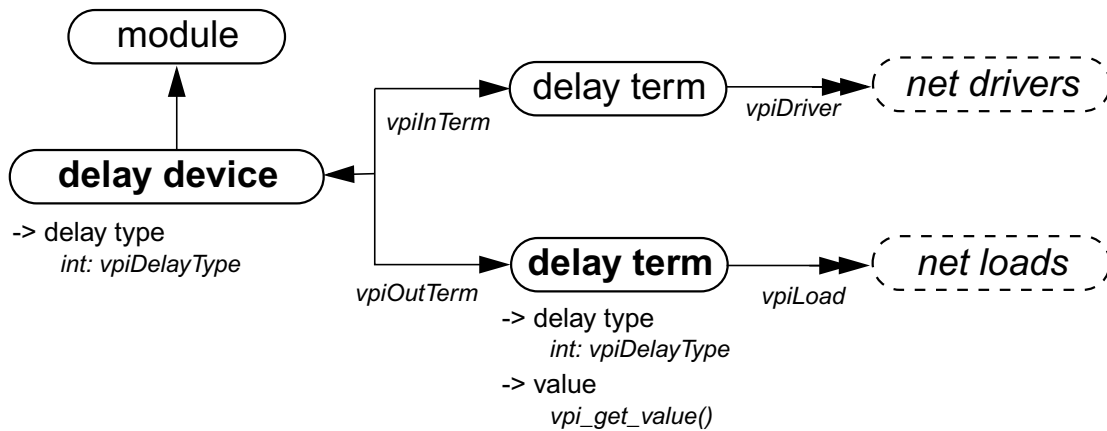 module
delay term
net drivers
vpiInTerm
vpiDriver
delay device
-> delay type
int: vpiDelayType
delay term
net loads
vpiOutTerm
vpiLoad
-> delay type
int: vpiDelayType
-> value
vpi_get_value()